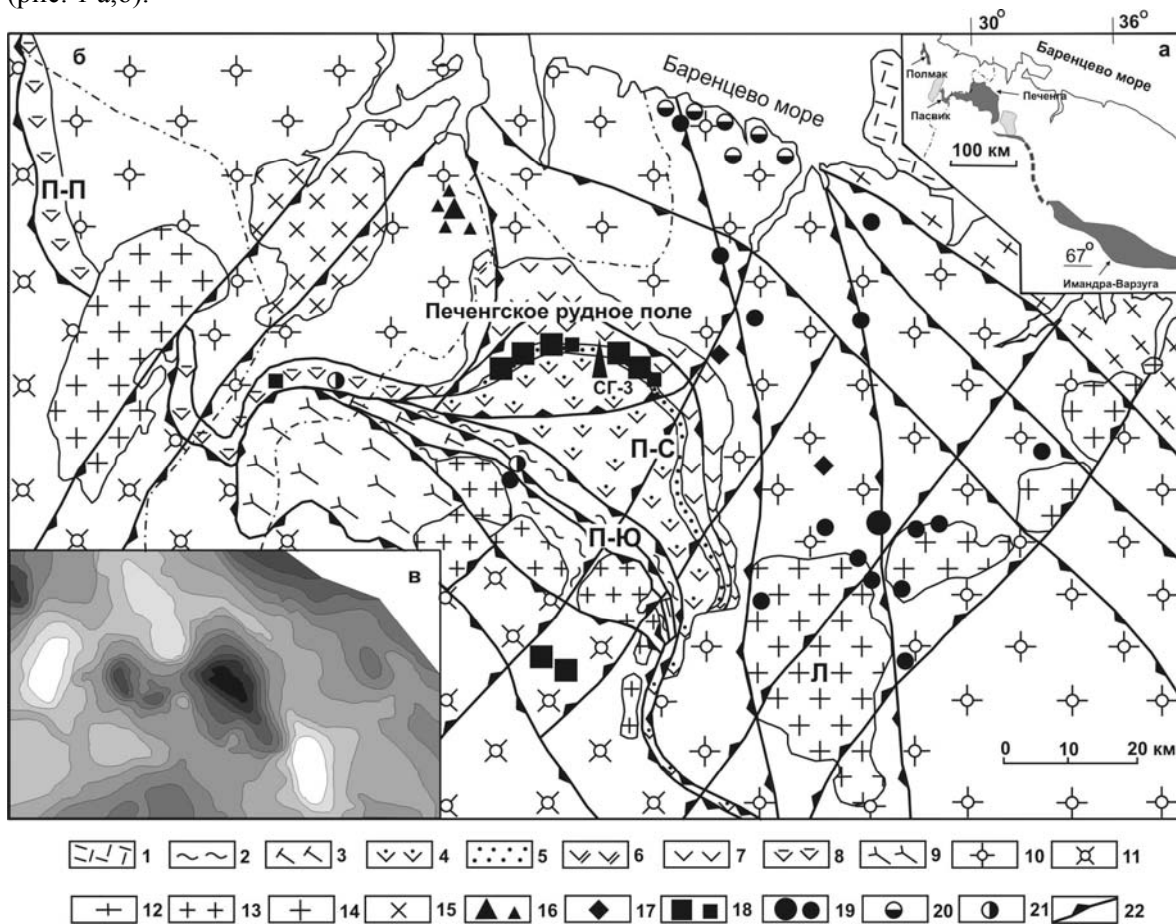 (рис. 1 а,б).
30° 36°
б
а
Баренцево море
Полмак
Печенга
Пасвик
100 км
67°
Имандра-Варзуга
Баренцево море
П-П
Печенгское рудное поле
СГ-3
П-С
П-Ю
в
Л
0 10 20 км
1 2 3 4 5 6 7 8 9 10 11
12 13 14 15 16 17 18 19 20 21 22